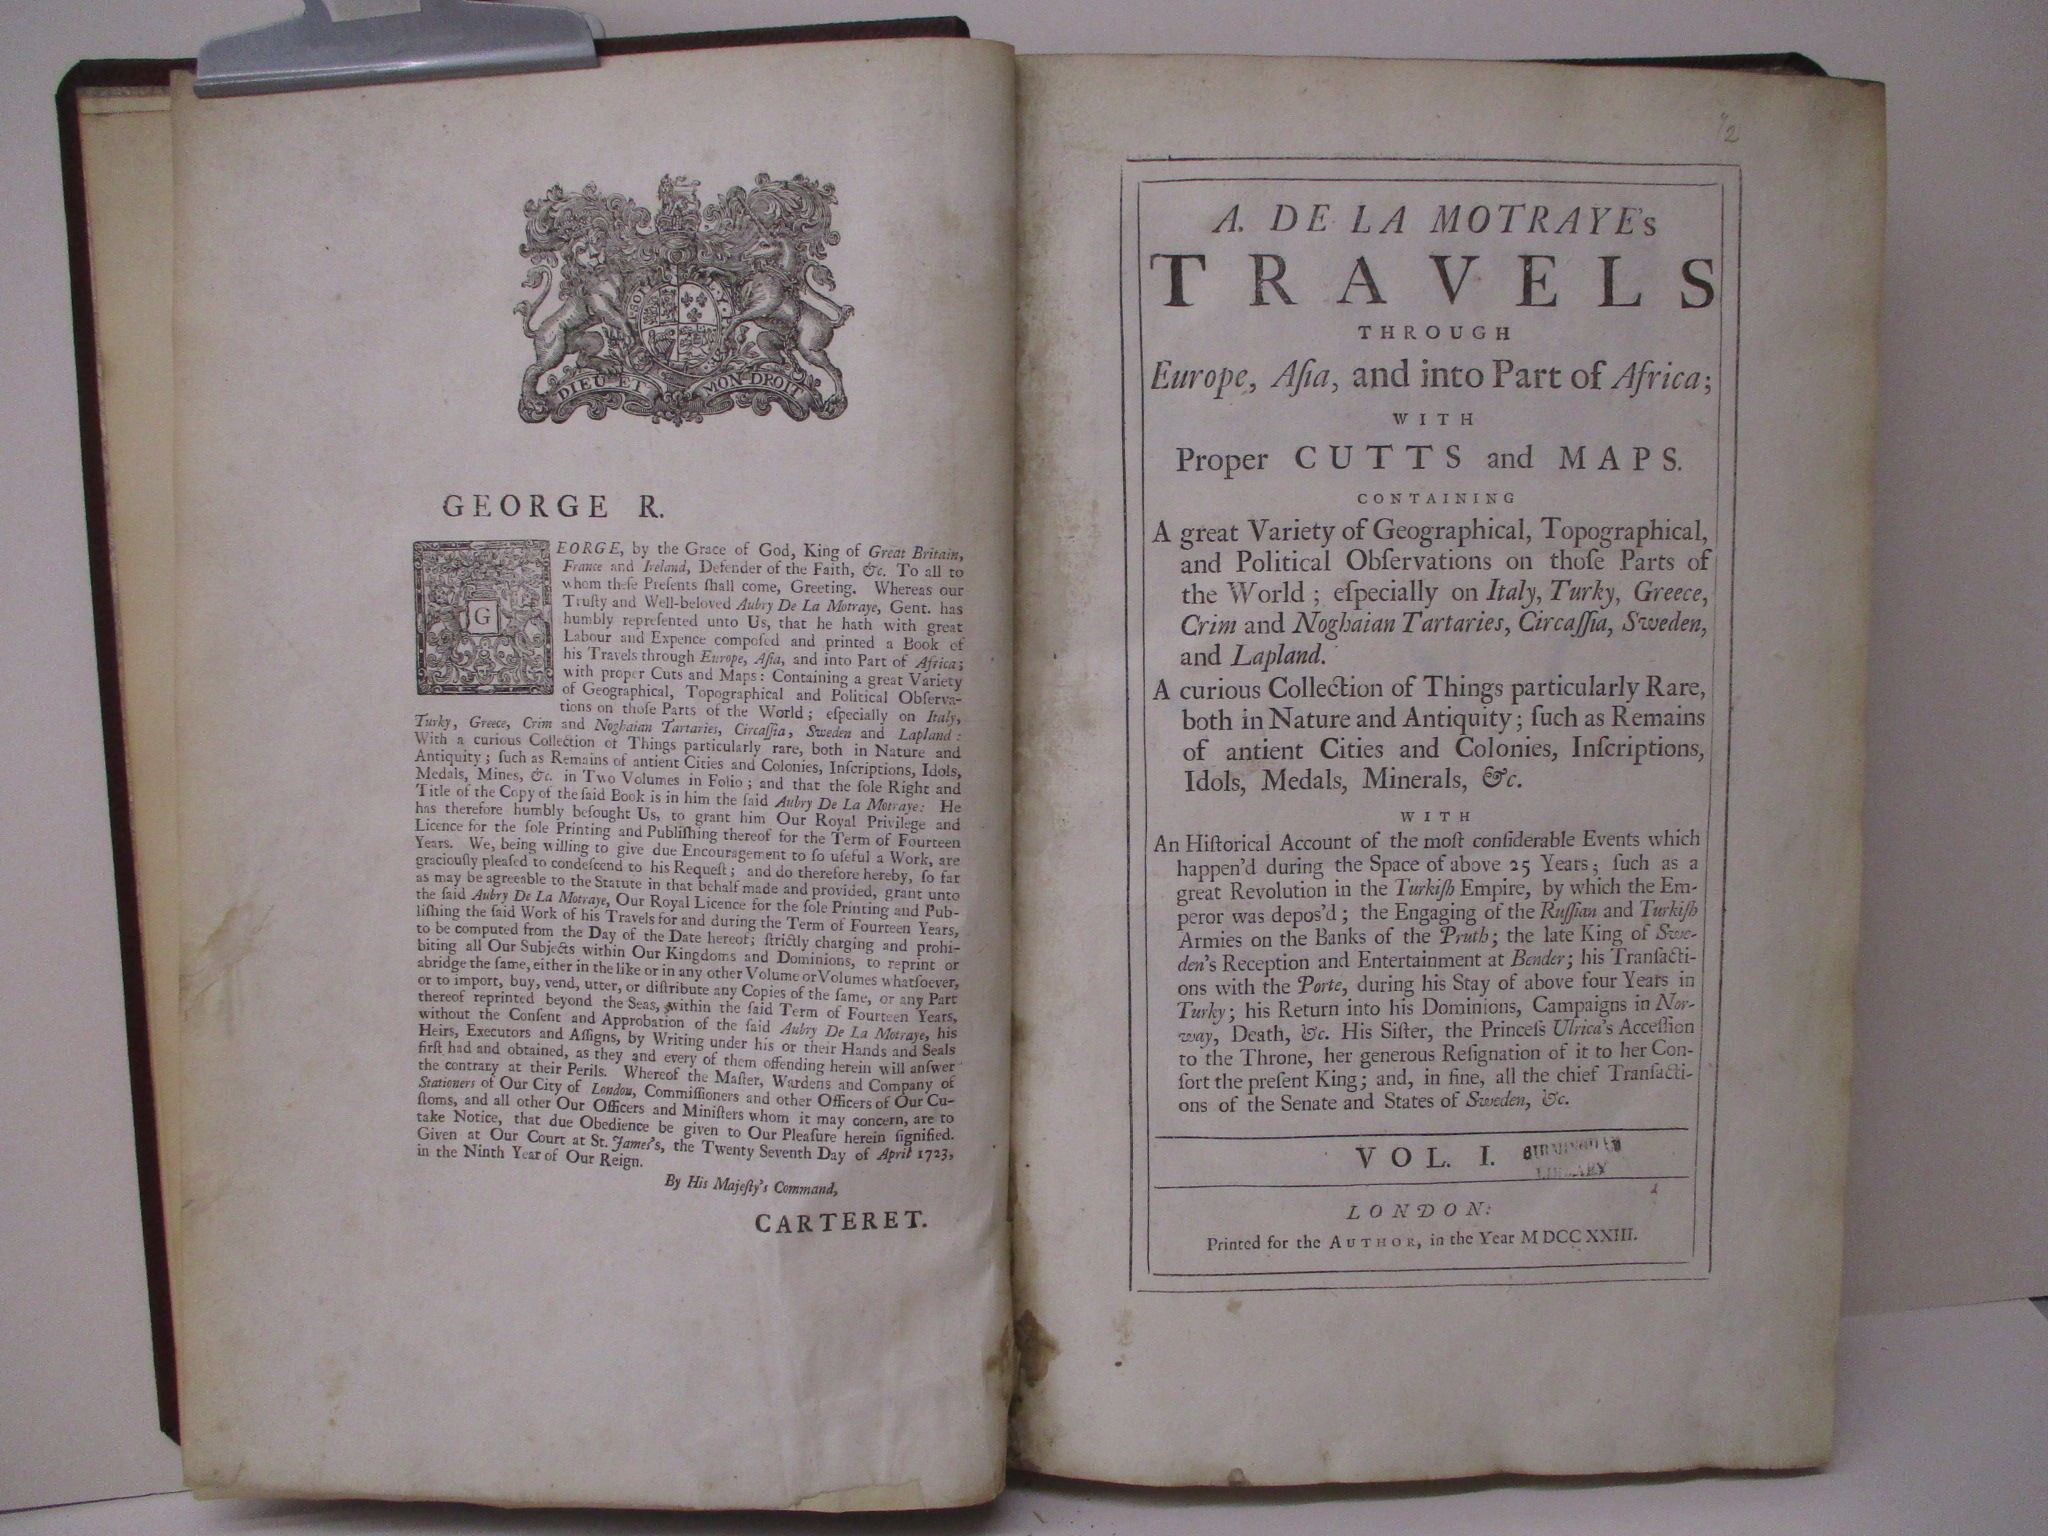 HONI SOIT
DIEU ET MON DROIT
GEORGE R.
G
EORGE, by the Grace of God, King of Great Britain,
France and Ireland, Defender of the Faith, &c. To all to
whom theſe Preſents ſhall come, Greeting. Whereas our
Truſty and Well-beloved Aubry De La Motraye, Gent. has
humbly repreſented unto Us, that he hath with great
Labour and Expence compoſed and printed a Book of
his Travels through Europe, Aſia, and into Part of Africa;
with proper Cuts and Maps: Containing a great Variety
of Geographical, Topographical and Political Obſerva-
tions on thoſe Parts of the World; eſpecially on Italy,
Turky, Greece, Crim and Noghaian Tartaries, Circaſſia, Sweden and Lapland:
With a curious Collection of Things particularly rare, both in Nature and
Antiquity; ſuch as Remains of antient Cities and Colonies, Inſcriptions, Idols,
Medals, Mines, &c. in Two Volumes in Folio; and that the ſole Right and
Title of the Copy of the ſaid Book is in him the ſaid Aubry De La Motraye: He
has therefore humbly beſought Us, to grant him Our Royal Privilege and
Licence for the ſole Printing and Publiſhing thereof for the Term of Fourteen
Years. We, being willing to give due Encouragement to ſo uſeful a Work, are
graciouſly pleaſed to condeſcend to his Requeſt; and do therefore hereby, ſo far
as may be agreeable to the Statute in that behalf made and provided, grant unto
the ſaid Aubry De La Motraye, Our Royal Licence for the ſole Printing and Pub-
liſhing the ſaid Work of his Travels for and during the Term of Fourteen Years,
to be computed from the Day of the Date hereof; ſtrictly charging and prohi-
biting all Our Subjects within Our Kingdoms and Dominions, to reprint or
abridge the ſame, either in the like or in any other Volume or Volumes whatſoever,
or to import, buy, vend, utter, or diſtribute any Copies of the ſame, or any Part
thereof reprinted beyond the Seas, within the ſaid Term of Fourteen Years,
without the Conſent and Approbation of the ſaid Aubry De La Motraye, his
Heirs, Executors and Aſſigns, by Writing under his or their Hands and Seals
firſt had and obtained, as they and every of them offending herein will anſwer
the contrary at their Perils. Whereof the Maſter, Wardens and Company of
Stationers of Our City of London, Commiſſioners and other Officers of Our Cu-
ſtoms, and all other Our Officers and Miniſters whom it may concern, are to
take Notice, that due Obedience be given to Our Pleaſure herein ſignified.
Given at Our Court at St. James's, the Twenty Seventh Day of April 1723,
in the Ninth Year of Our Reign.
By His Majeſty's Command,
CARTERET.
A. DE LA MOTRAYE's
TRAVELS
THROUGH
Europe, Aſia, and into Part of Africa;
WITH
Proper CUTTS and MAPS.
CONTAINING
A great Variety of Geographical, Topographical,
and Political Obſervations on thoſe Parts of
the World; eſpecially on Italy, Turky, Greece,
Crim and Noghaian Tartaries, Circaſſia, Sweden,
and Lapland.
A curious Collection of Things particularly Rare,
both in Nature and Antiquity; ſuch as Remains
of antient Cities and Colonies, Inſcriptions,
Idols, Medals, Minerals, &c.
WITH
An Hiſtorical Account of the moſt conſiderable Events which
happen'd during the Space of above 25 Years; ſuch as a
great Revolution in the Turkiſh Empire, by which the Em-
peror was depos'd; the Engaging of the Ruſſian and Turkiſh
Armies on the Banks of the Pruth; the late King of Swe-
den's Reception and Entertainment at Bender; his Tranſacti-
ons with the Porte, during his Stay of above four Years in
Turky; his Return into his Dominions, Campaigns in Nor-
way, Death, &c. His Siſter, the Princeſs Ulrica's Acceſſion
to the Throne, her generous Reſignation of it to her Con-
ſort the preſent King; and, in fine, all the chief Tranſacti-
ons of the Senate and States of Sweden, &c.
VOL. I.
BIRMINGHAM
LIBRARY
LONDON:
Printed for the AUTHOR, in the Year MDCCXXIII.